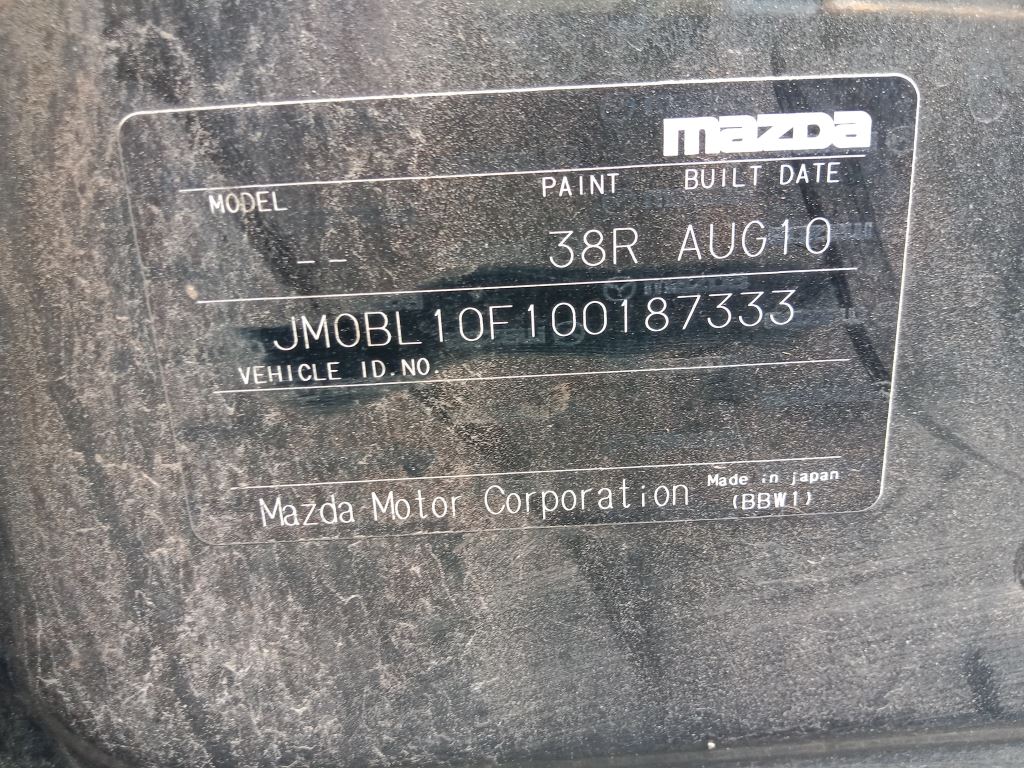 mazda
MODEL PAINT BUILT DATE
-- 38R AUG10
JM0BL10F100187333
VEHICLE ID.NO.
Mazda Motor Corporation Made in japan
(BBW1)